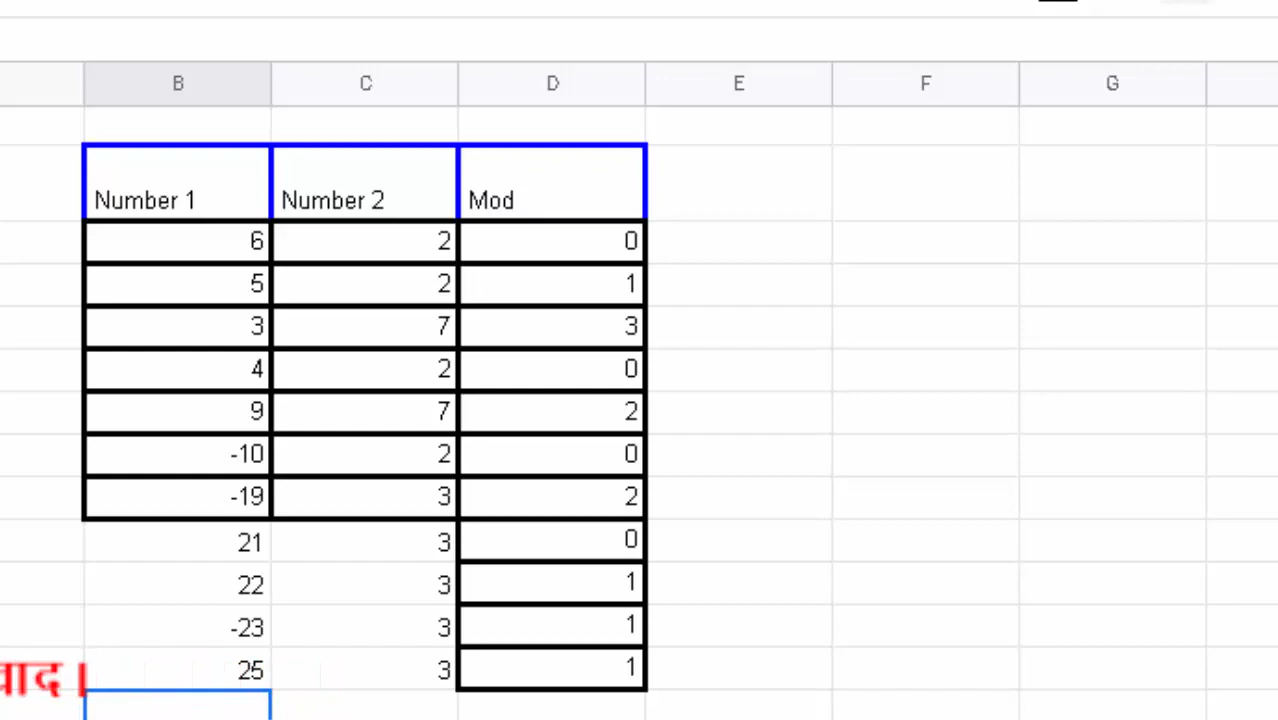 B C D E F G
Number 1 Number 2 Mod
6 2 0
5 2 1
3 7 3
4 2 0
9 7 2
-10 2 0
-19 3 2
21 3 0
22 3 1
-23 3 1
25 3 1